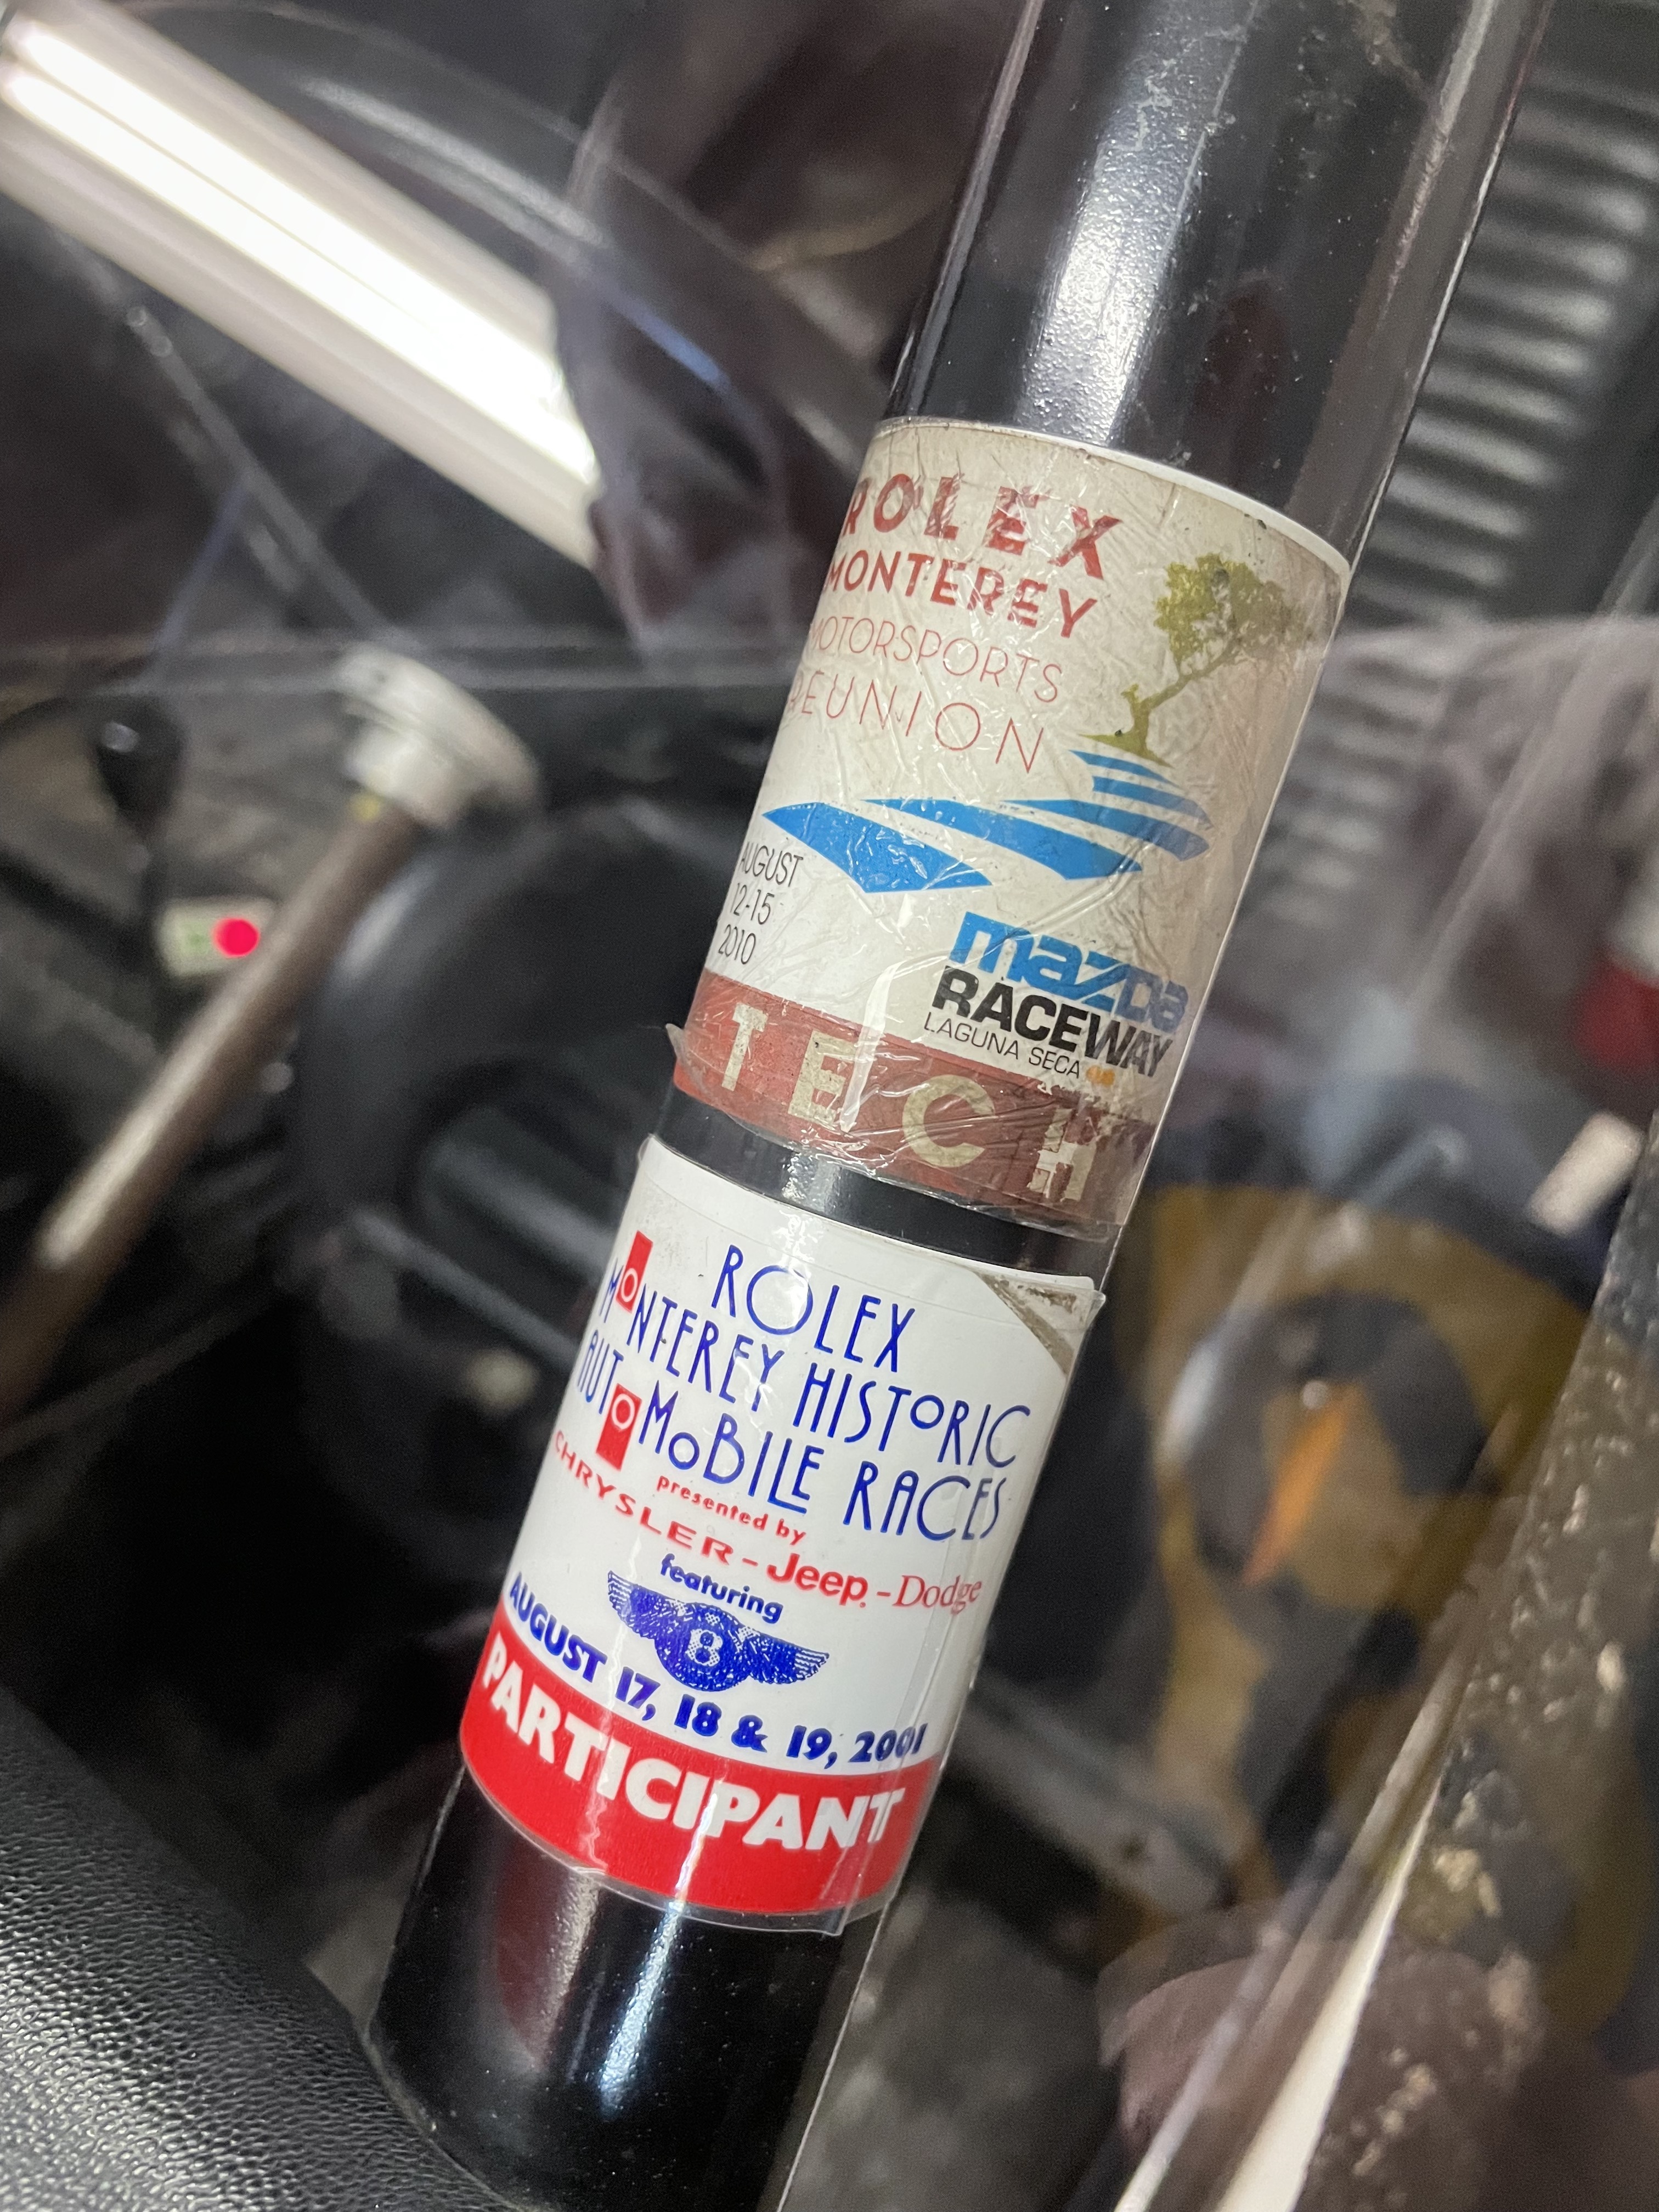 ROLEX
MONTEREY
MOTORSPORTS
REUNION
AUGUST
12-15
2010
mazda
RACEWAY
LAGUNA SECA
TECH
ROLEX
MONTEREY HISTORIC
AUTOMOBILE RACES
presented by
CHRYSLER-Jeep-Dodge
featuring
B
AUGUST 17, 18 & 19, 2001
PARTICIPANT